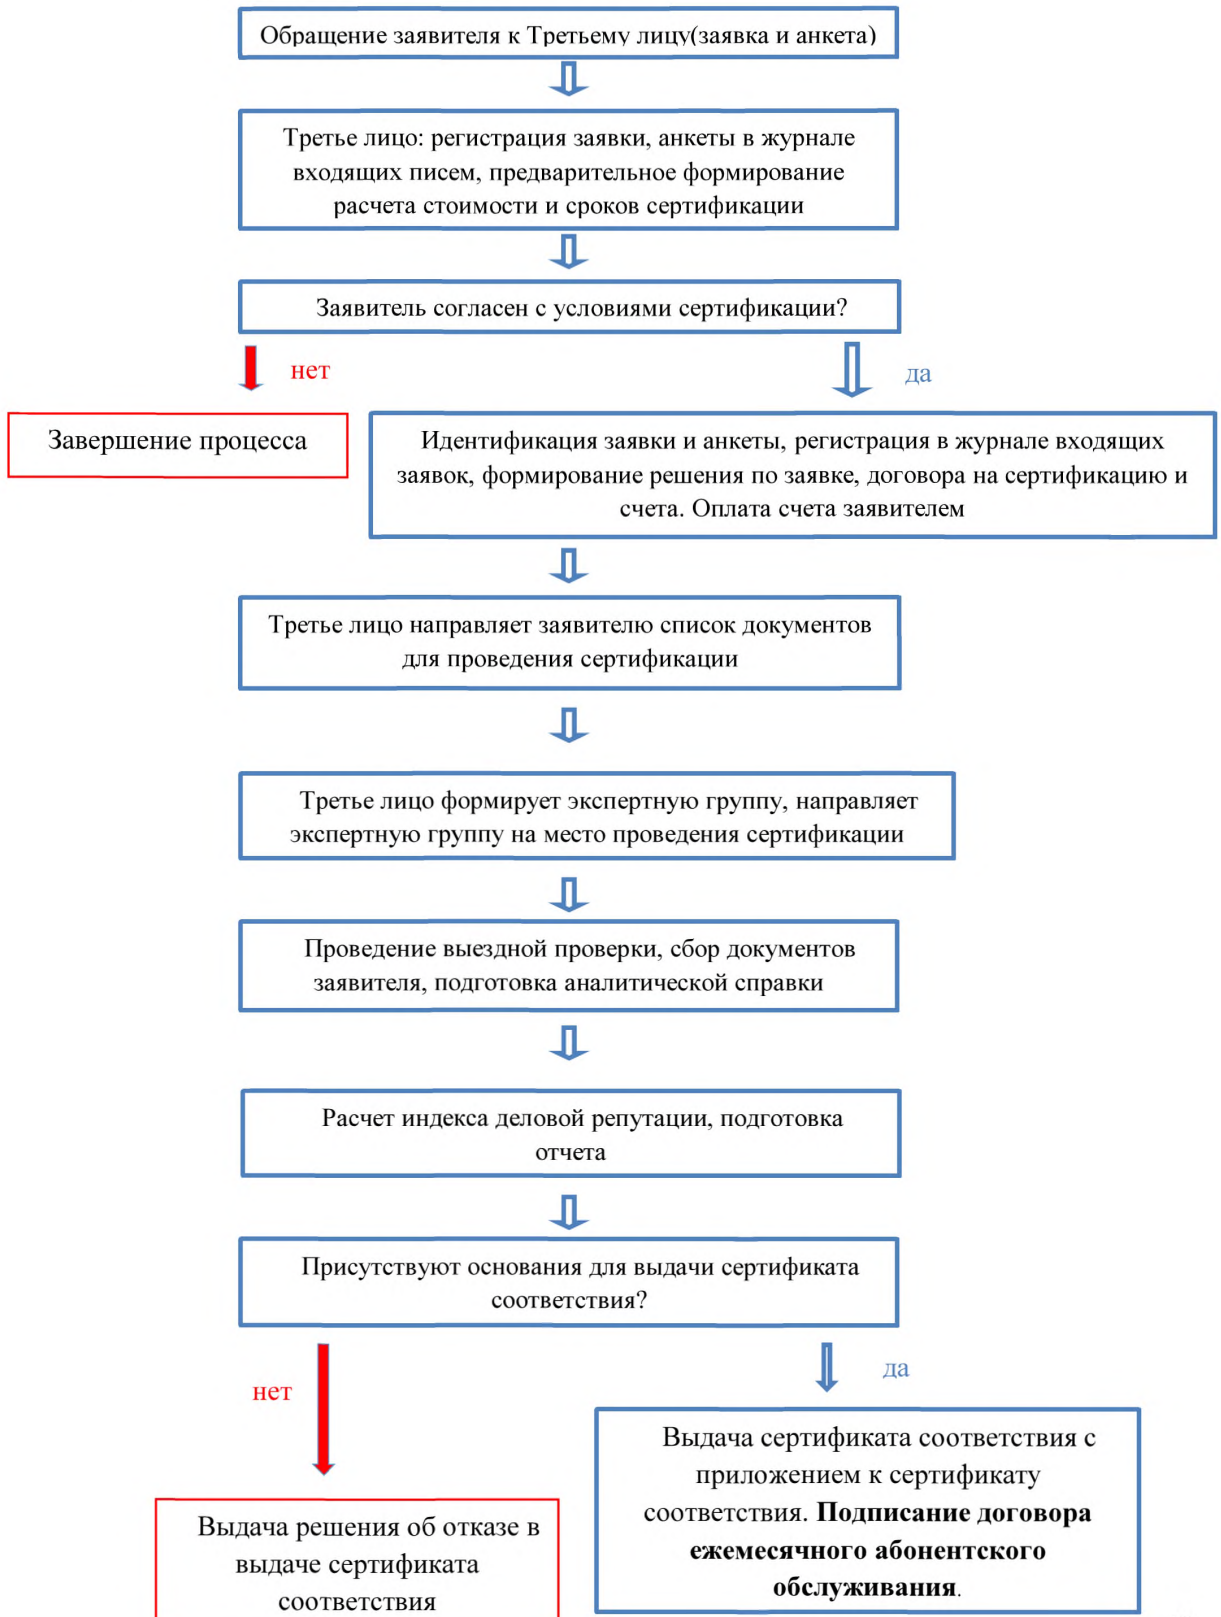 Обращение заявителя к Третьему лицу(заявка и анкета)
Третье лицо: регистрация заявки, анкеты в журнале
входящих писем, предварительное формирование
расчета стоимости и сроков сертификации
Заявитель согласен с условиями сертификации?
нет
да
Завершение процесса
Идентификация заявки и анкеты, регистрация в журнале входящих
заявок, формирование решения по заявке, договора на сертификацию и
счета. Оплата счета заявителем
Третье лицо направляет заявителю список документов
для проведения сертификации
Третье лицо формирует экспертную группу, направляет
экспертную группу на место проведения сертификации
Проведение выездной проверки, сбор документов
заявителя, подготовка аналитической справки
Расчет индекса деловой репутации, подготовка
отчета
Присутствуют основания для выдачи сертификата
соответствия?
нет
да
Выдача решения об отказе в
выдаче сертификата
соответствия
Выдача сертификата соответствия с
приложением к сертификату
соответствия. Подписание договора
ежемесячного абонентского
обслуживания.